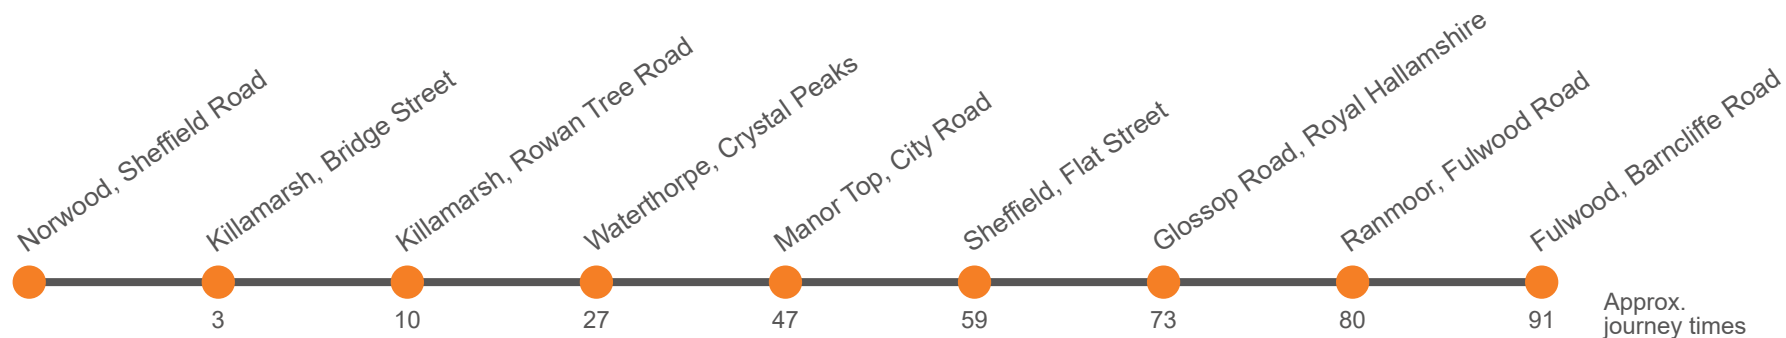 Norwood, Sheffield Road
Killamarsh, Bridge Street
Killamarsh, Rowan Tree Road
Waterthorpe, Crystal Peaks
Manor Top, City Road
Sheffield, Flat Street
Glossop Road, Royal Hallamshire
Ranmoor, Fulwood Road
Fulwood, Barncliffe Road
3
10
27
47
59
73
80
91
Approx.
journey times